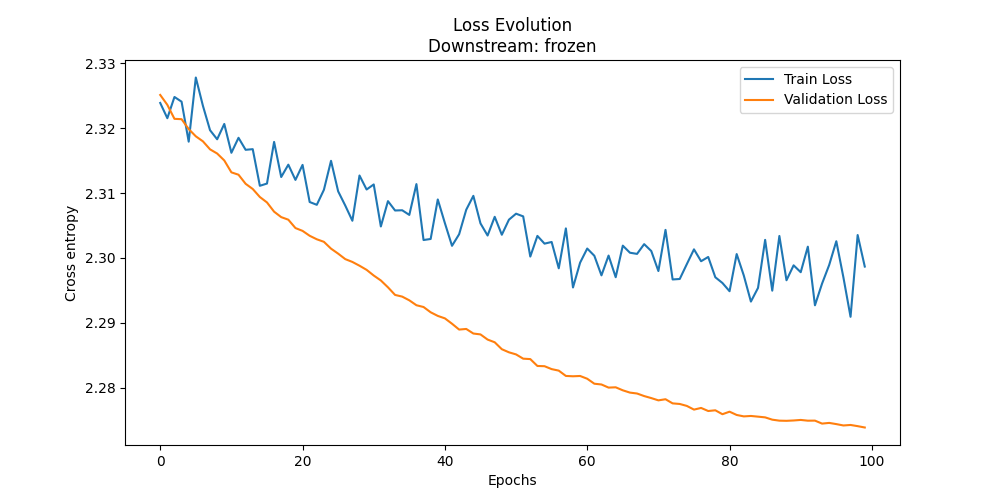 Loss Evolution
Downstream: frozen
Train Loss
Validation Loss
Cross entropy
2.33
2.32
2.31
2.30
2.29
2.28
0 20 40 60 80 100
Epochs